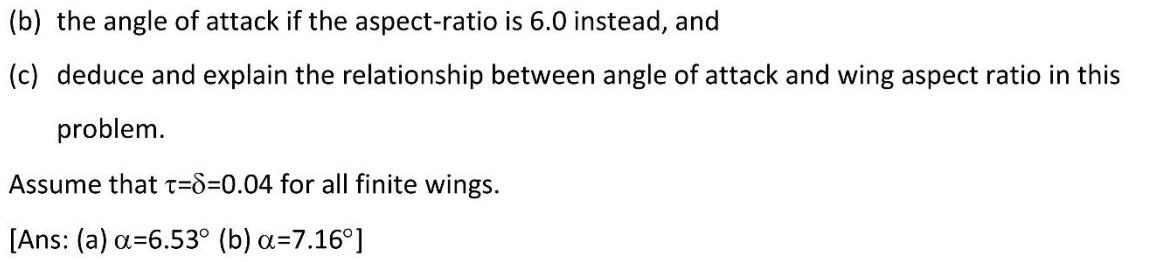 (b) the angle of attack if the aspect-ratio is 6.0 instead, and
(c) deduce and explain the relationship between angle of attack and wing aspect ratio in this
problem.
Assume that τ=δ=0.04 for all finite wings.
[Ans: (a) α=6.53° (b) α=7.16°]